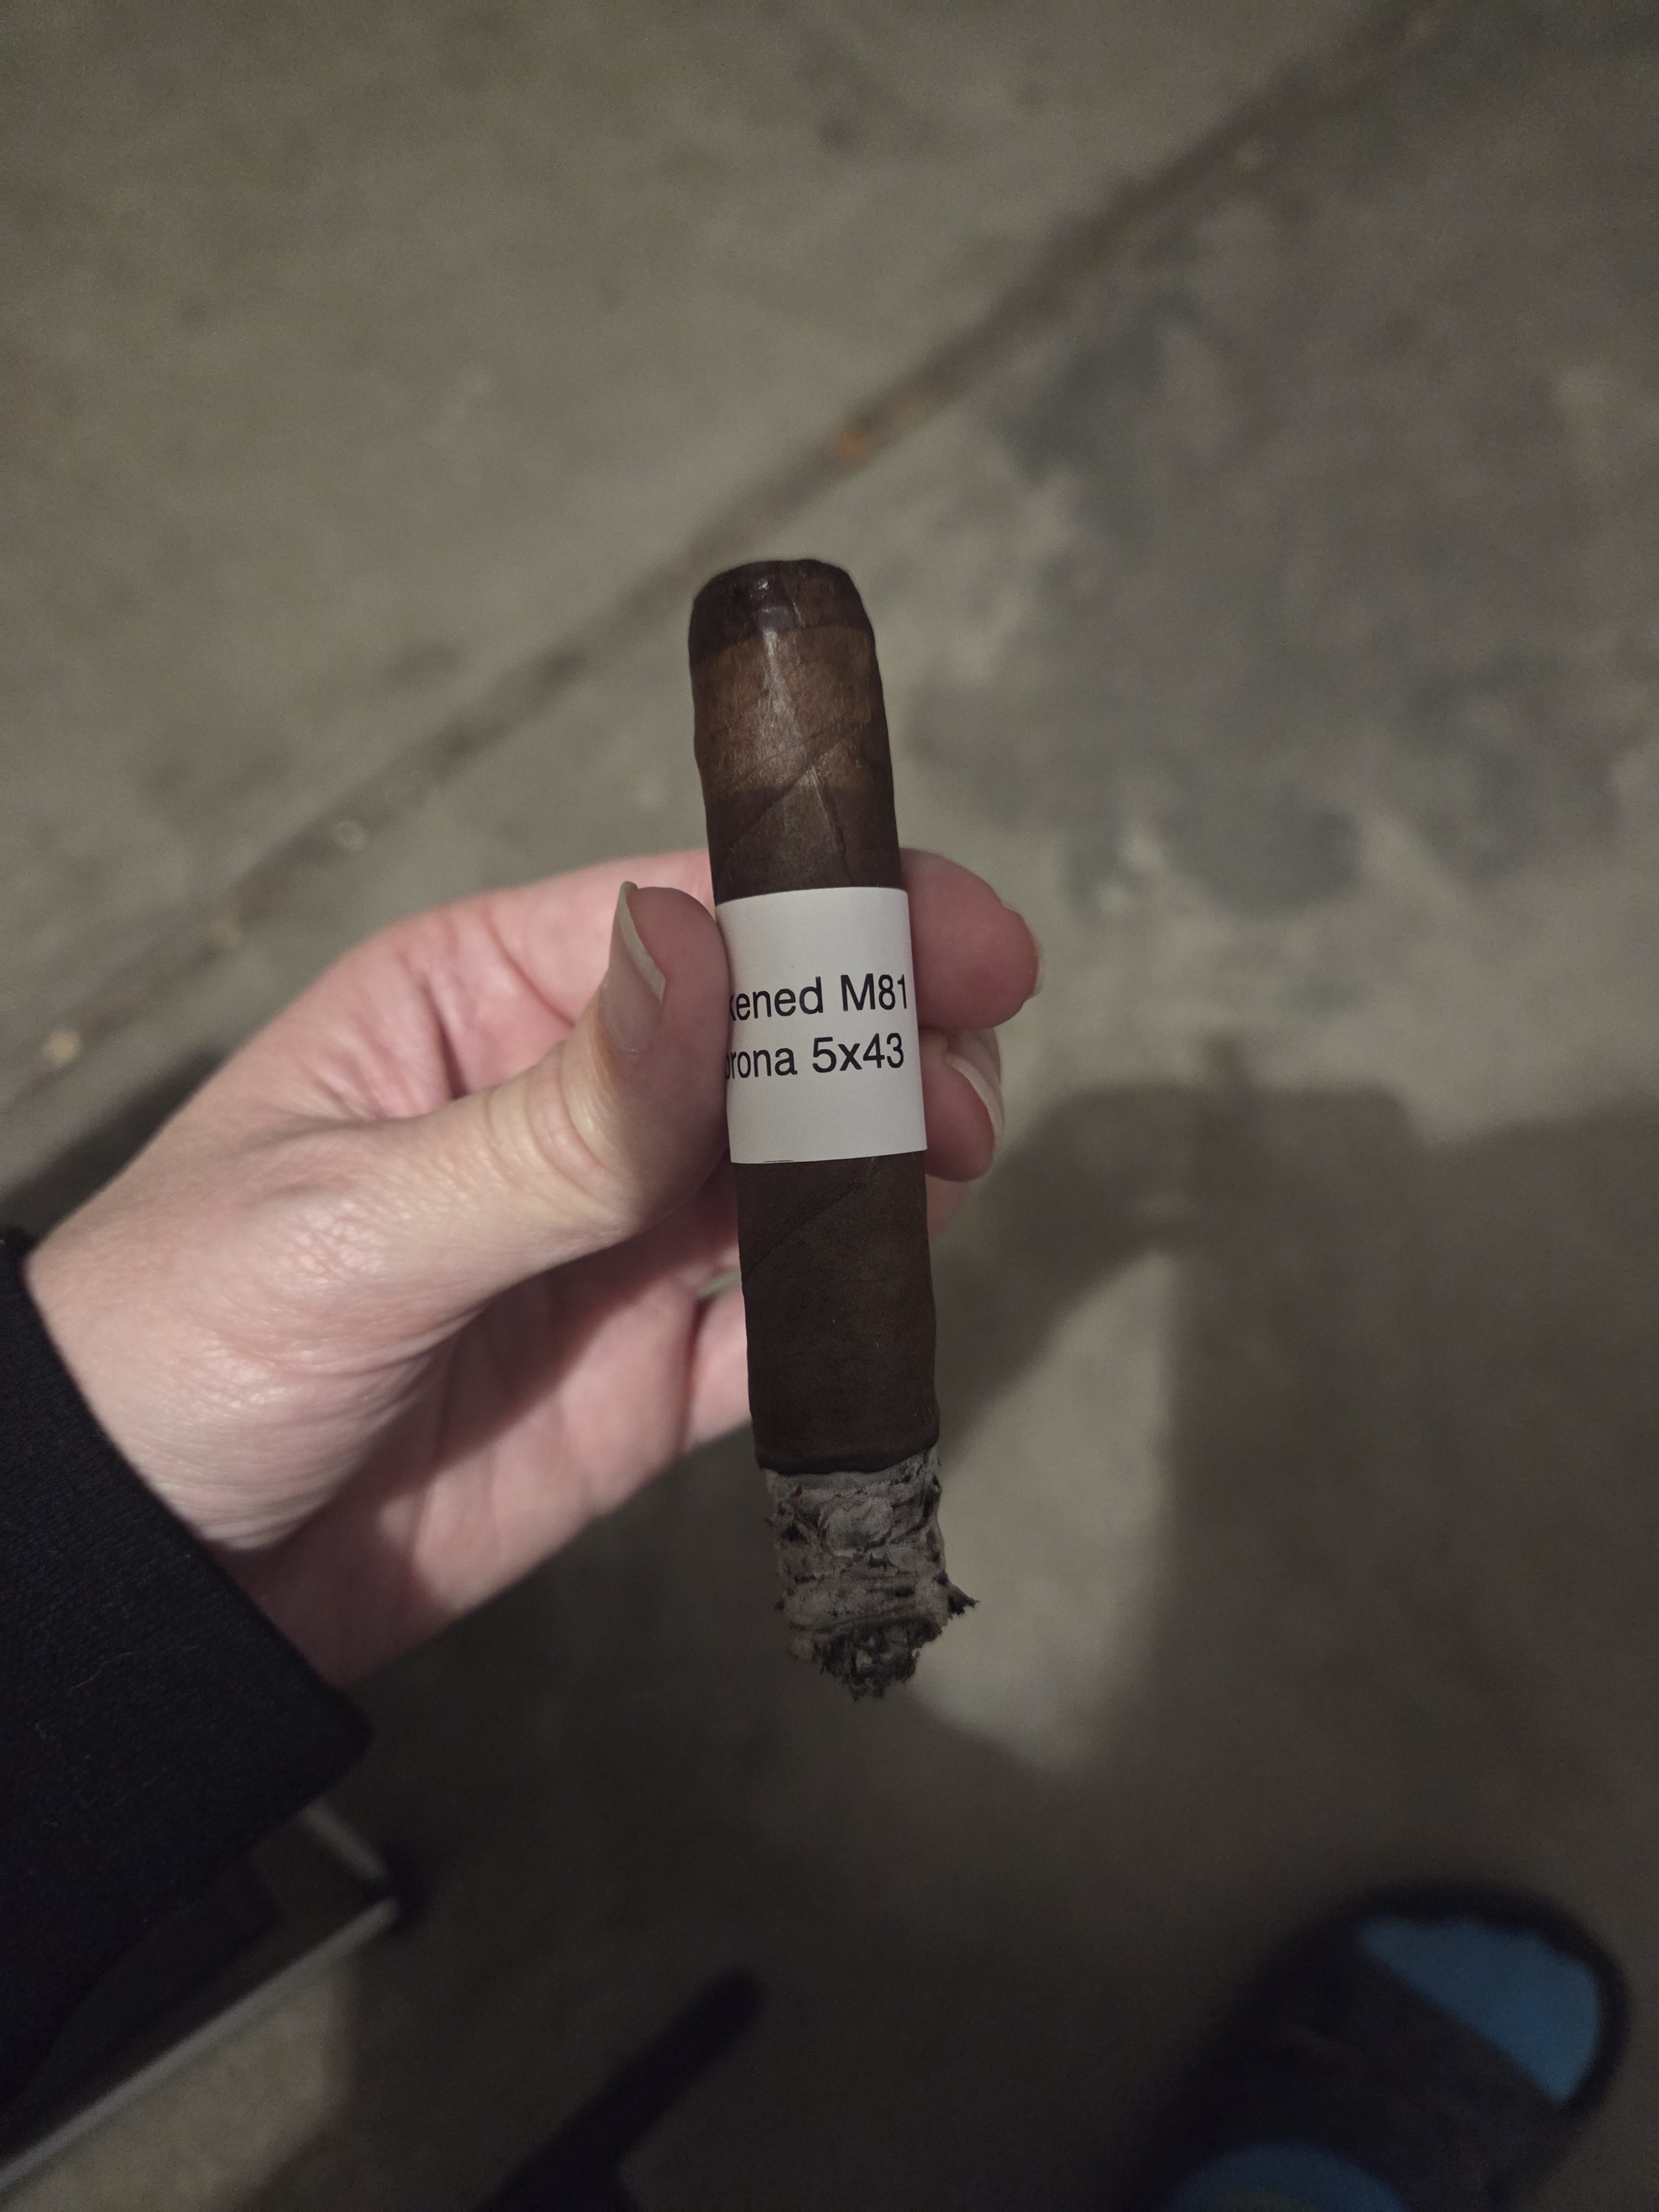 kened M81
orona 5x43